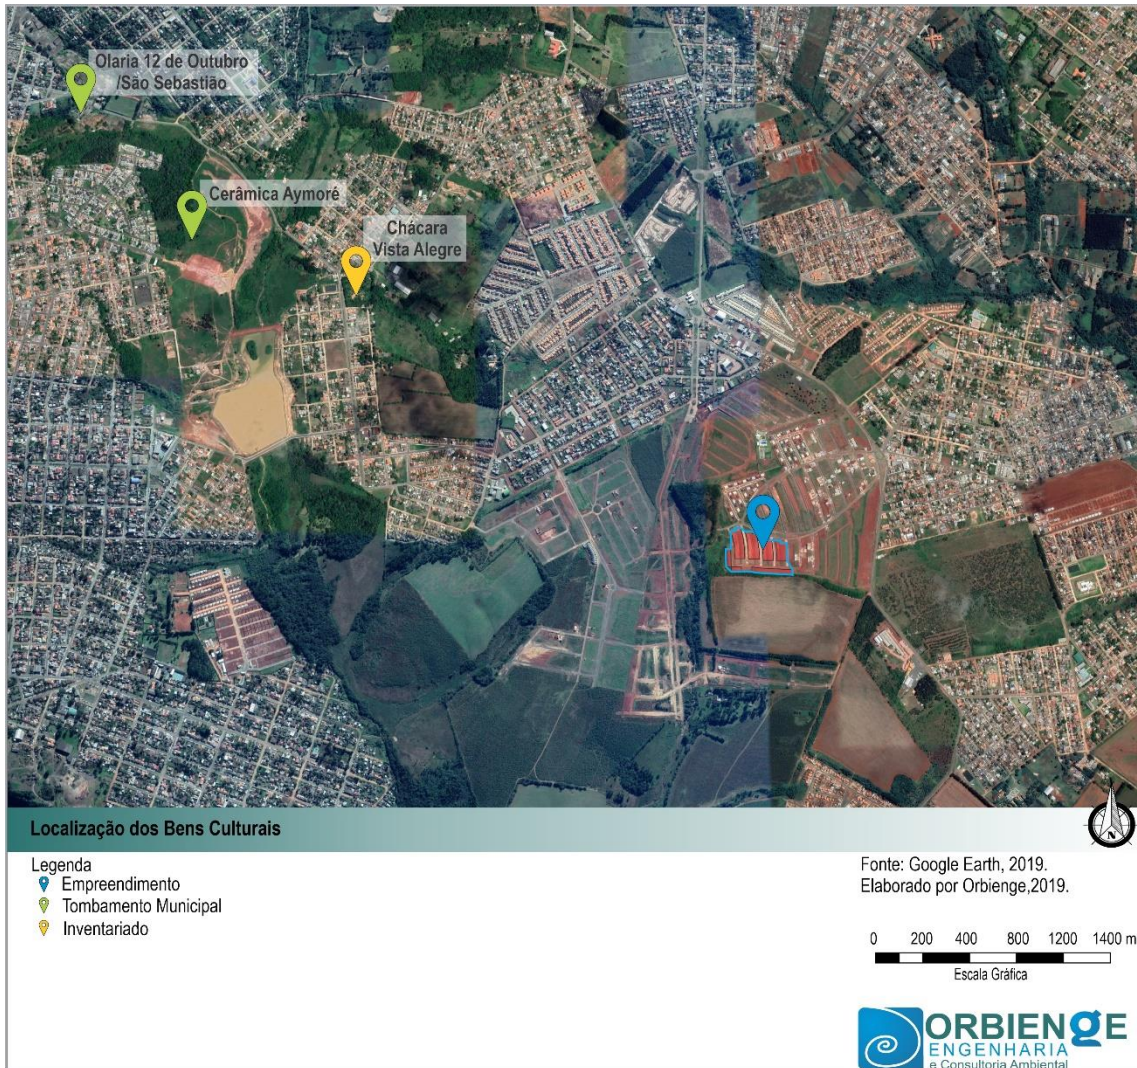 Olaria 12 de Outubro
/São Sebastião
Cerâmica Aymoré
Chácara
Vista Alegre
Localização dos Bens Culturais
N
Legenda
Empreendimento
Tombamento Municipal
Inventariado
Fonte: Google Earth, 2019.
Elaborado por Orbienge,2019.
0 200 400 800 1200 1400 m
Escala Gráfica
ORBIENGE
ENGENHARIA
e Consultoria Ambiental